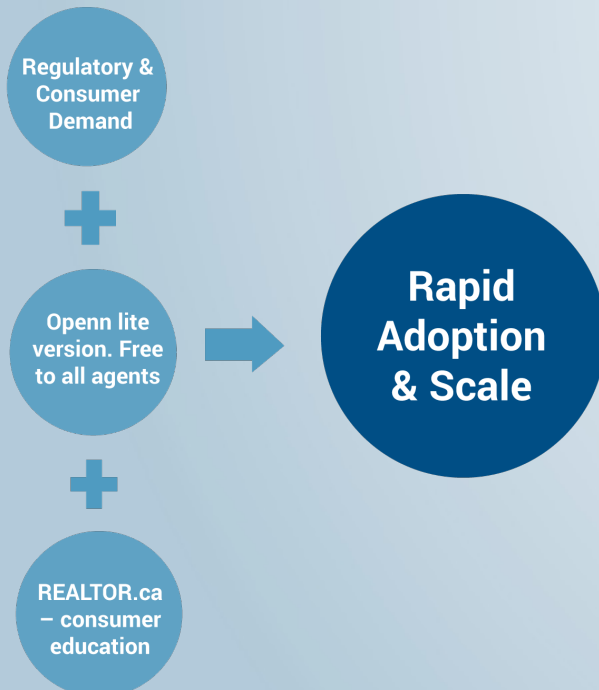 Regulatory &
Consumer
Demand
Openn lite
version. Free
to all agents
Rapid
Adoption
& Scale
REALTOR.ca
– consumer
education